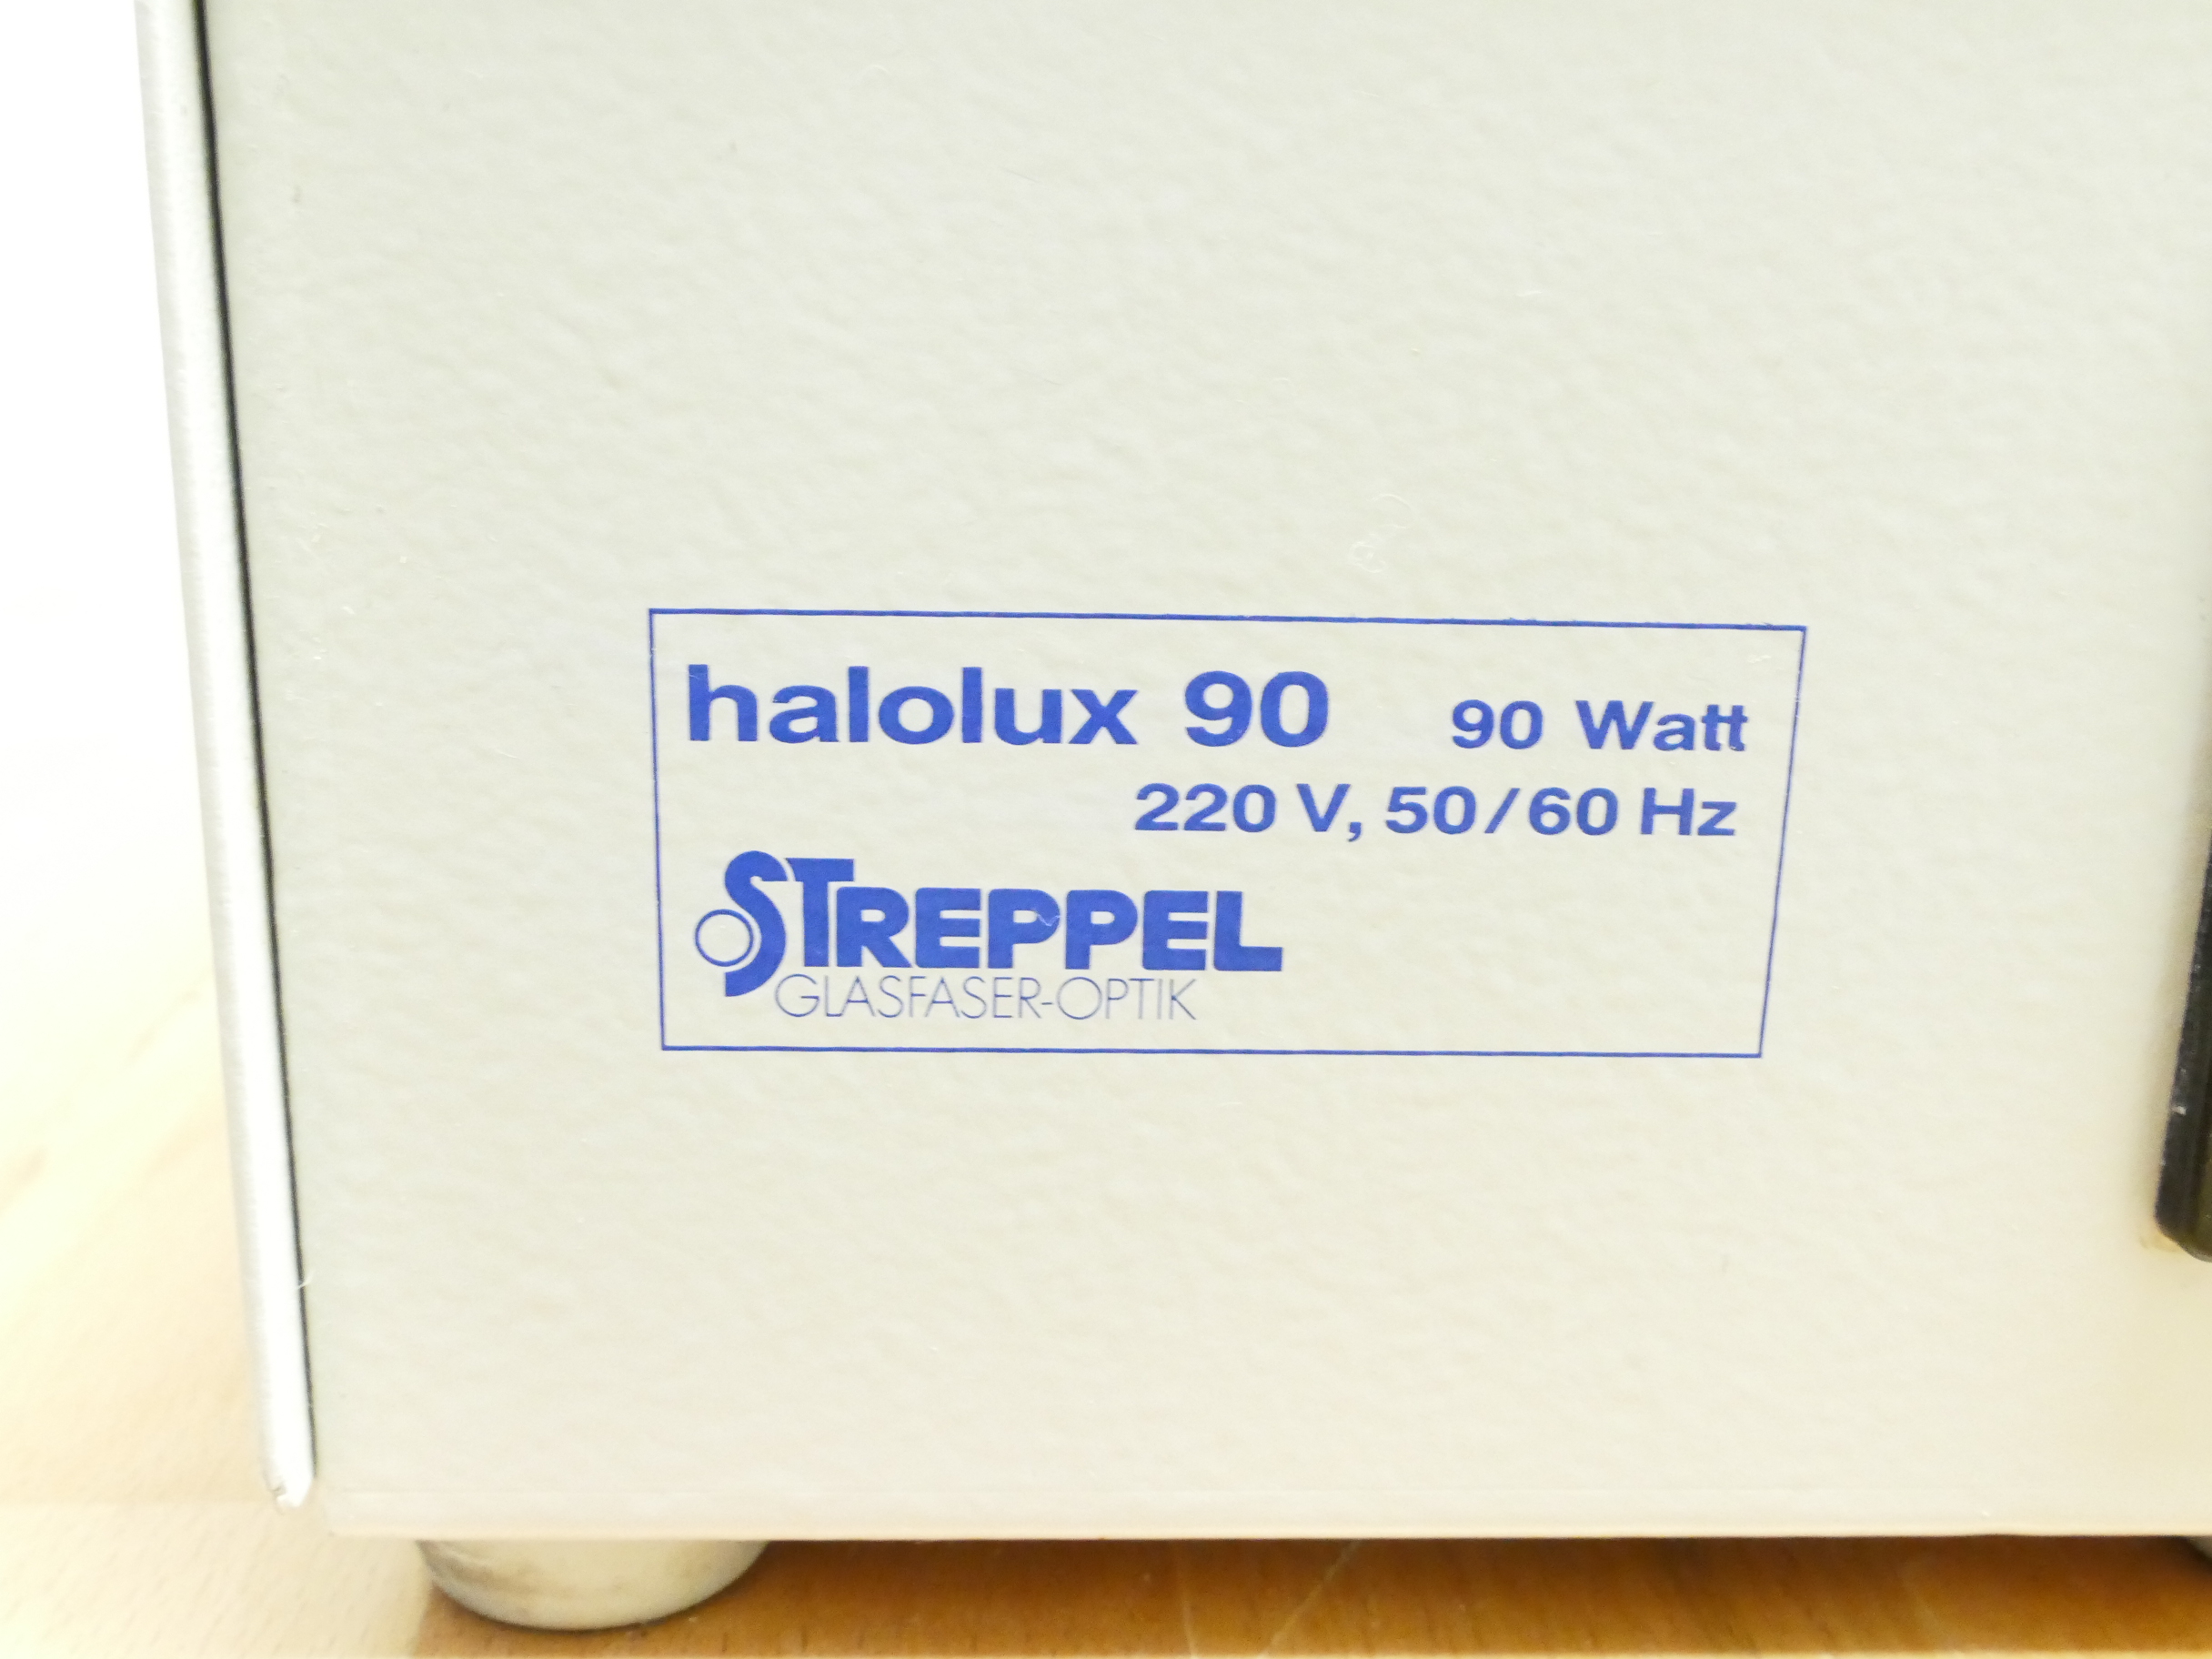 halolux 90 90 Watt
220 V, 50/60 Hz
STREPPEL
GLASFASER-OPTIK